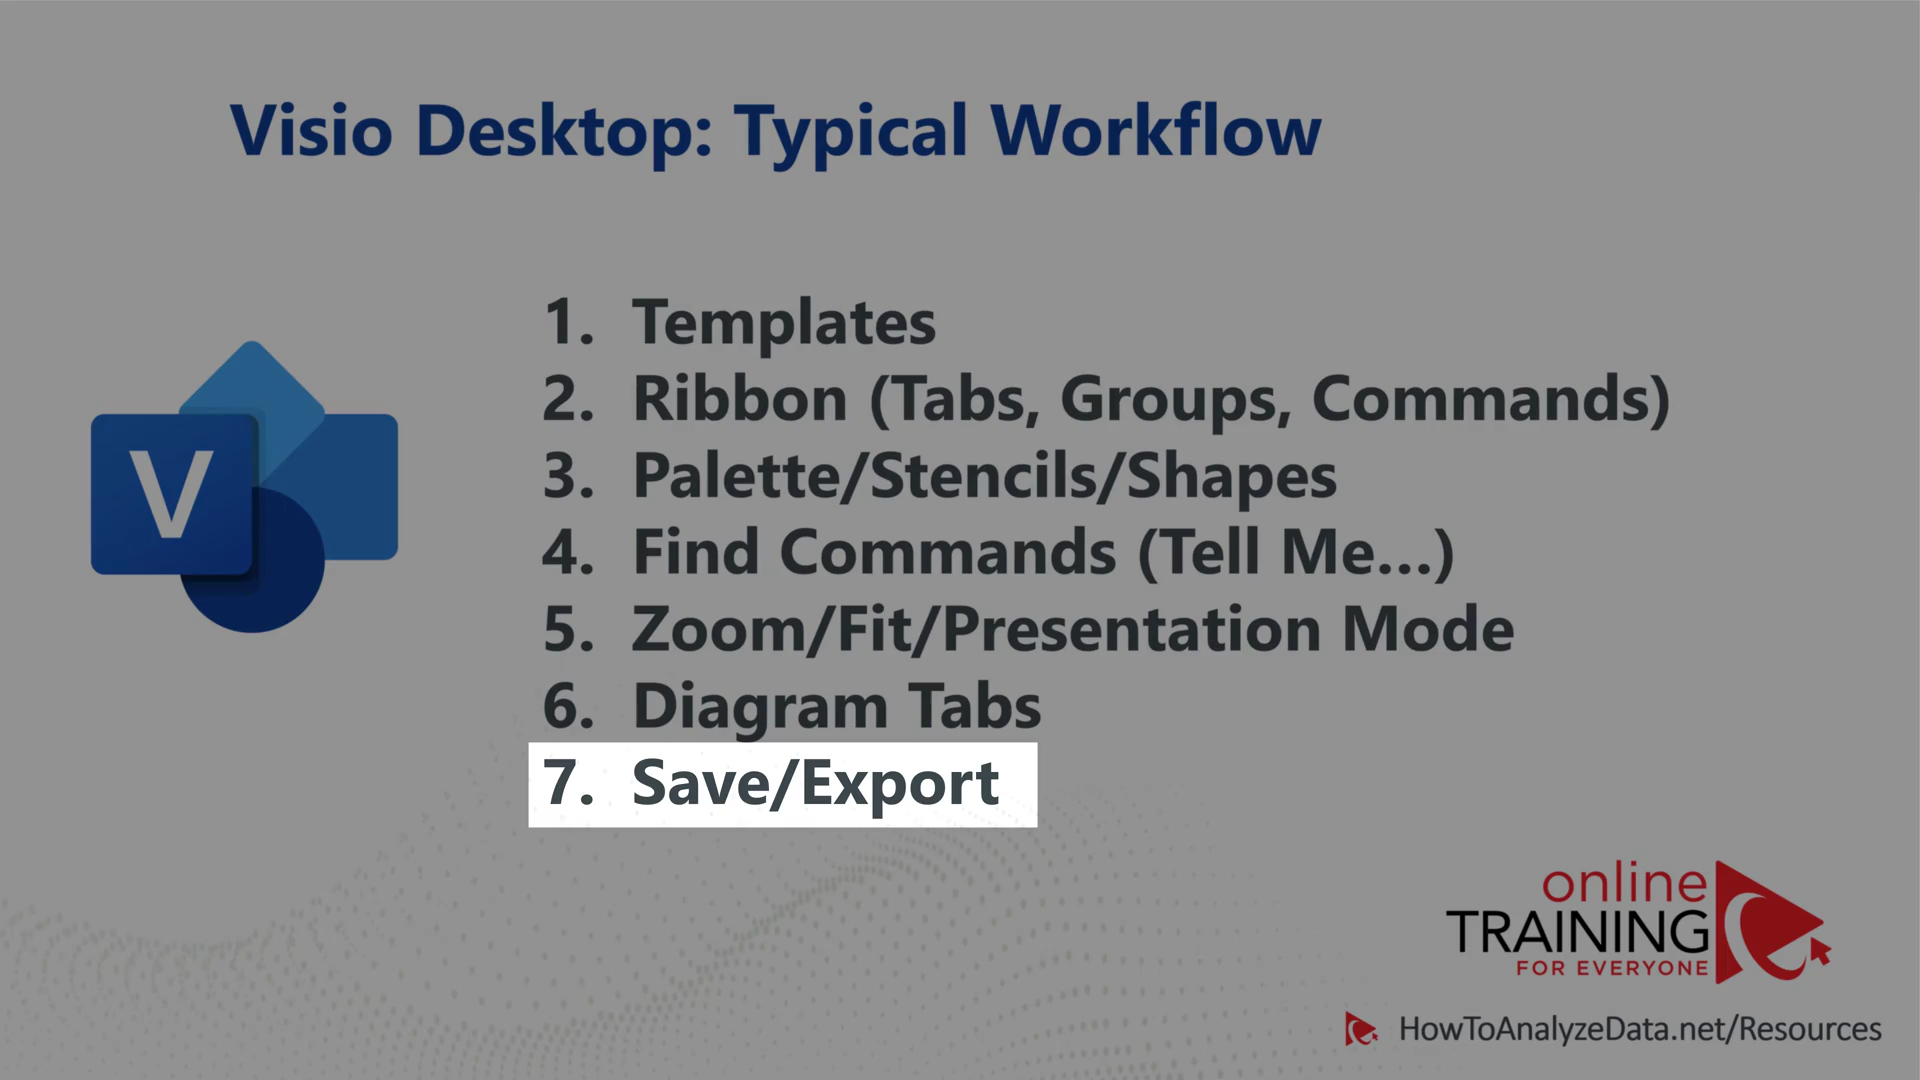 Visio Desktop: Typical Workflow
1. Templates
2. Ribbon (Tabs, Groups, Commands)
3. Palette/Stencils/Shapes
V
4. Find Commands (Tell Me...)
5. Zoom/Fit/Presentation Mode
6. Diagram Tabs
7. Save/Export
online
TRAINING
FOR EVERYONE
HowToAnalyzeData.net/Resources